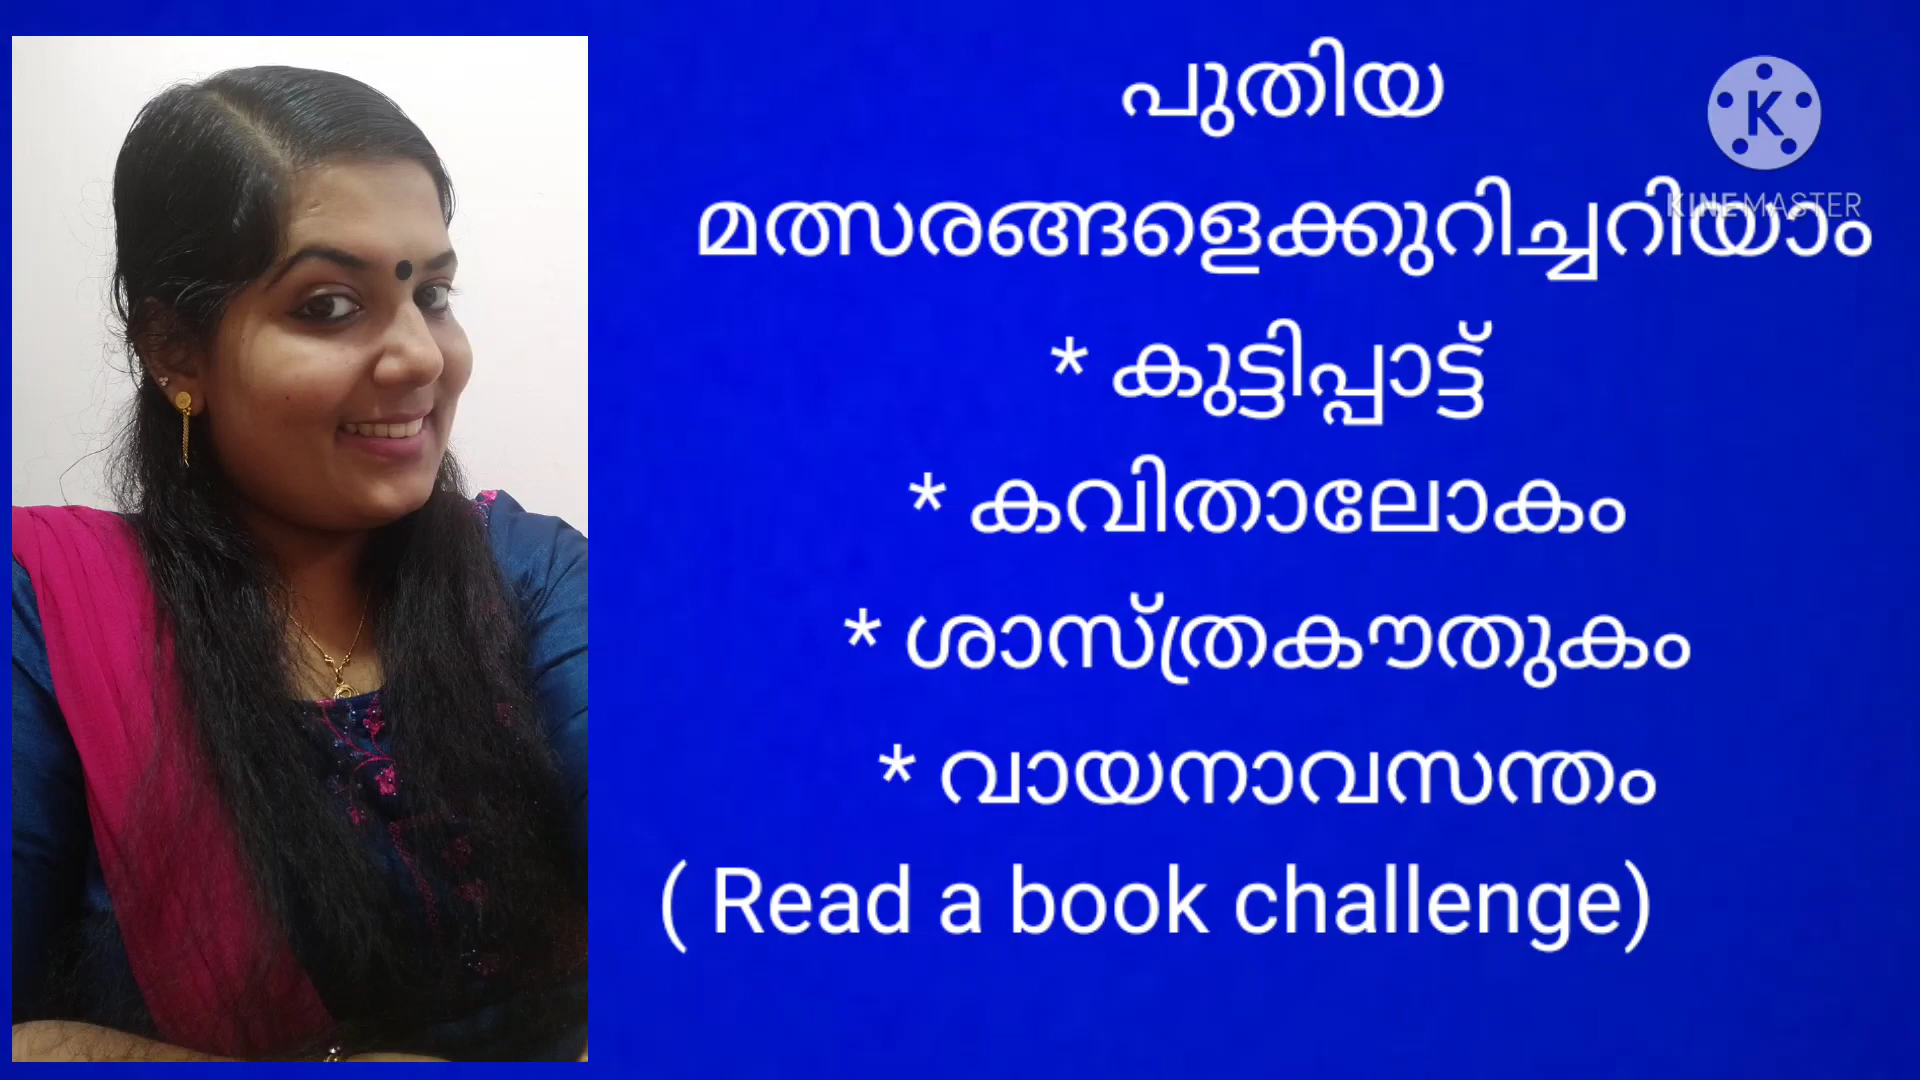 പുതിയ
മത്സരങ്ങളെക്കുറിച്ചറിയാം
* കുട്ടിപ്പാട്ട്
* കവിതാലോകം
* ശാസ്ത്രകൗതുകം
* വായനാവസന്തം
( Read a book challenge)
K
KINEMASTER